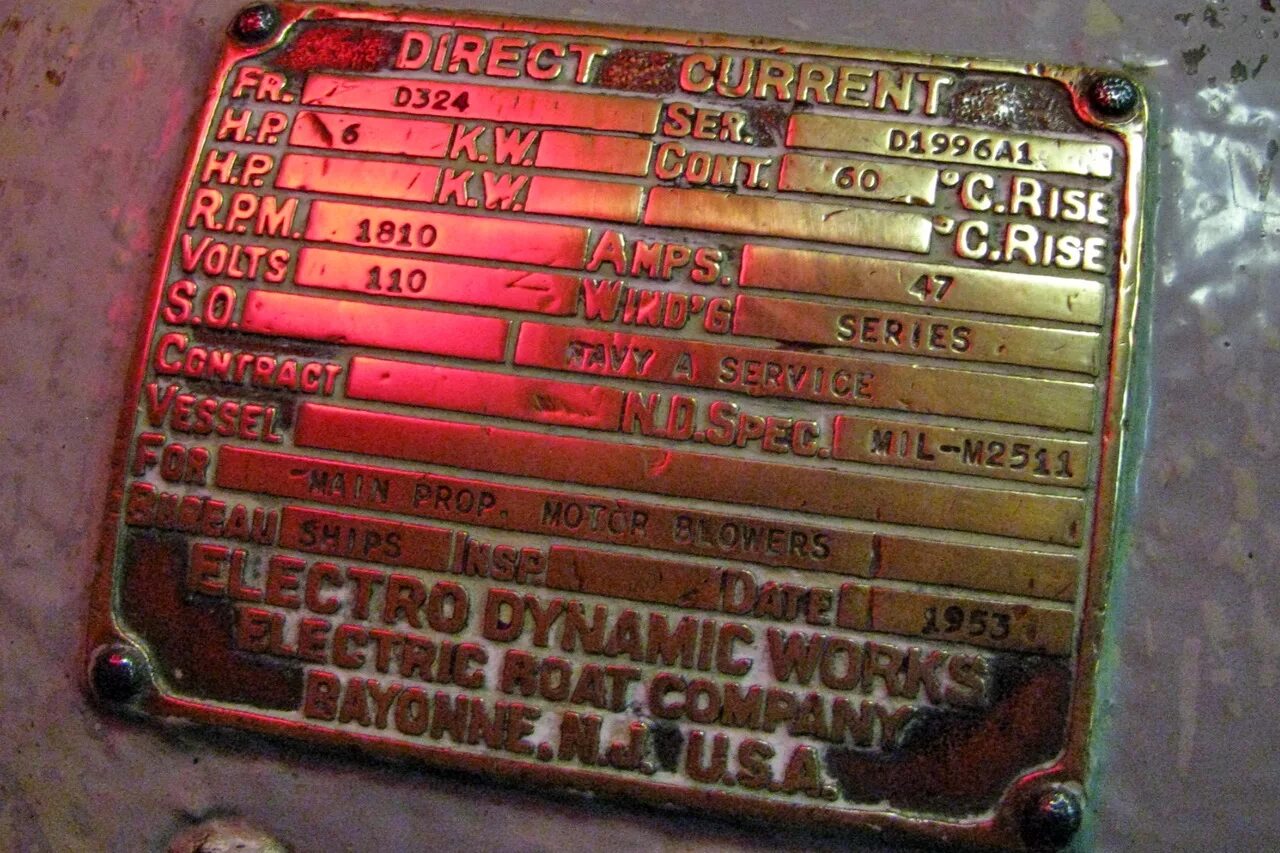 DIRECT CURRENT
FR. D324 SER. D1996A1
H.P. 6 K.W. CONT. 60 °C.RISE
H.P. K.W. °C.RISE
R.P.M. 1810 AMPS. 47
VOLTS 110 WIND'G SERIES
S.O. NAVY A SERVICE
CONTRACT N.D.SPEC. MIL-M2511
VESSEL
FOR MAIN PROP. MOTOR BLOWERS
BUREAU SHIPS INSP. DATE 1953
ELECTRO DYNAMIC WORKS
ELECTRIC BOAT COMPANY
BAYONNE, N.J. U.S.A.